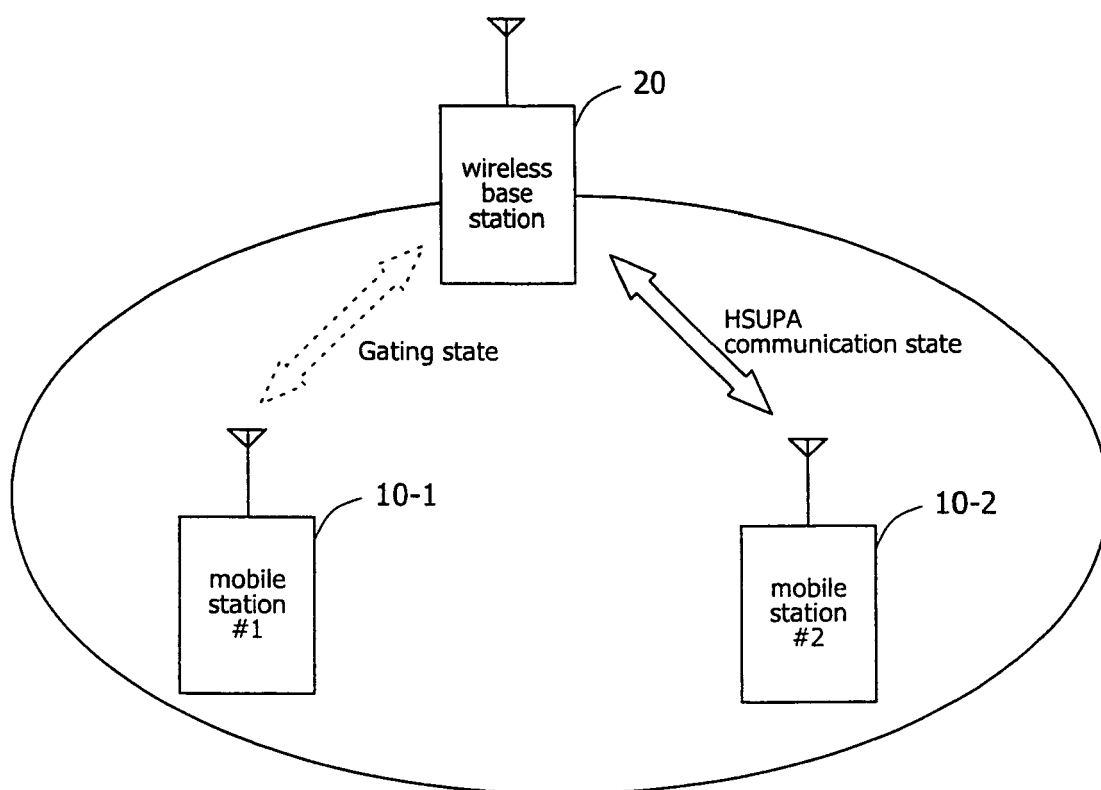 20
wireless
base
station
Gating state
HSUPA
communication state
10-1
10-2
mobile
station
#1
mobile
station
#2